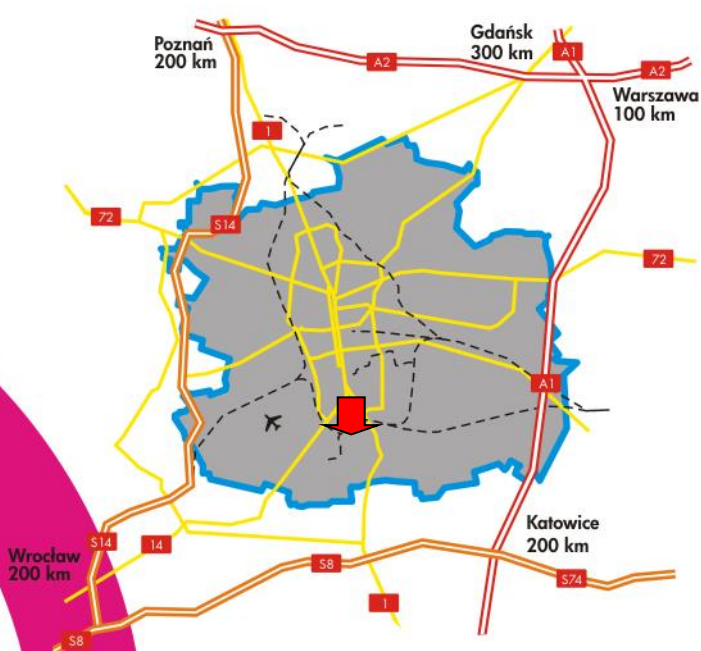 Poznań
200 km
Gdańsk
300 km
A1
A2
A2
Warszawa
100 km
1
72
S14
72
A1
Katowice
200 km
S14
14
Wrocław
200 km
S8
S74
1
S8